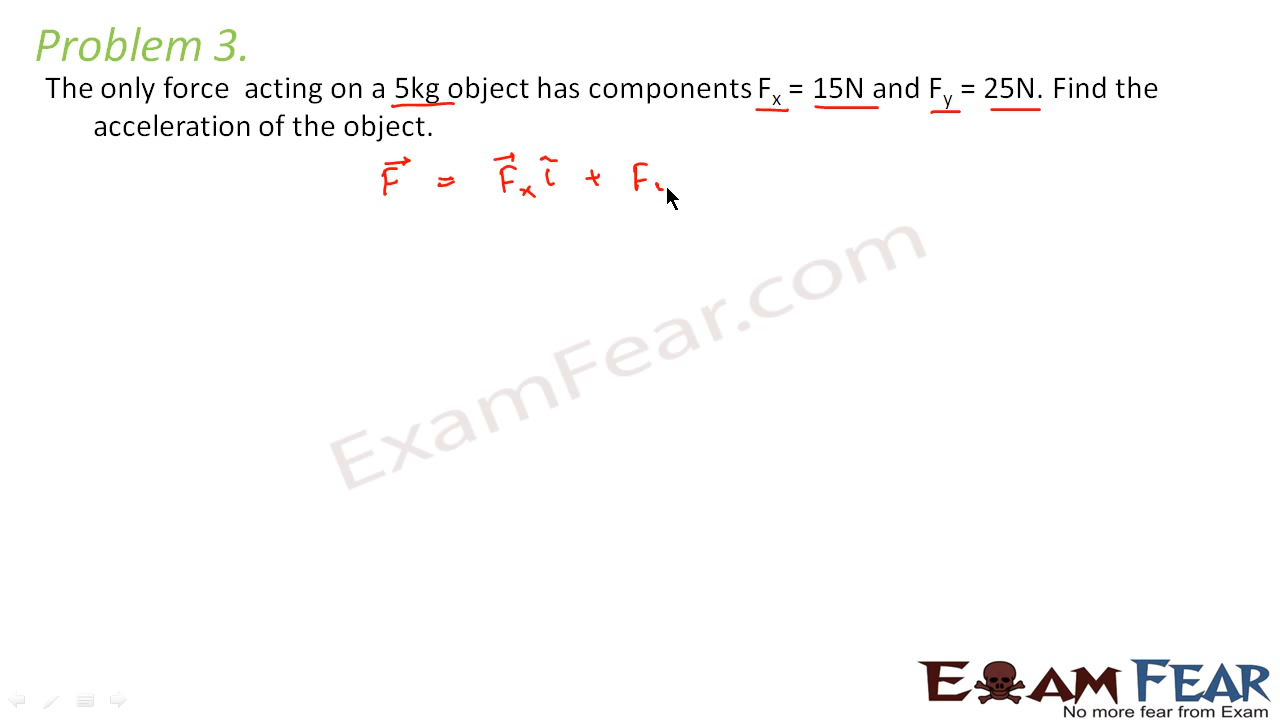 Problem 3.
The only force acting on a 5kg object has components Fx = 15N and Fy = 25N. Find the
acceleration of the object.
F⃗ = F⃗x î + F
ExamFear.com
EXAM FEAR
No more fear from Exam